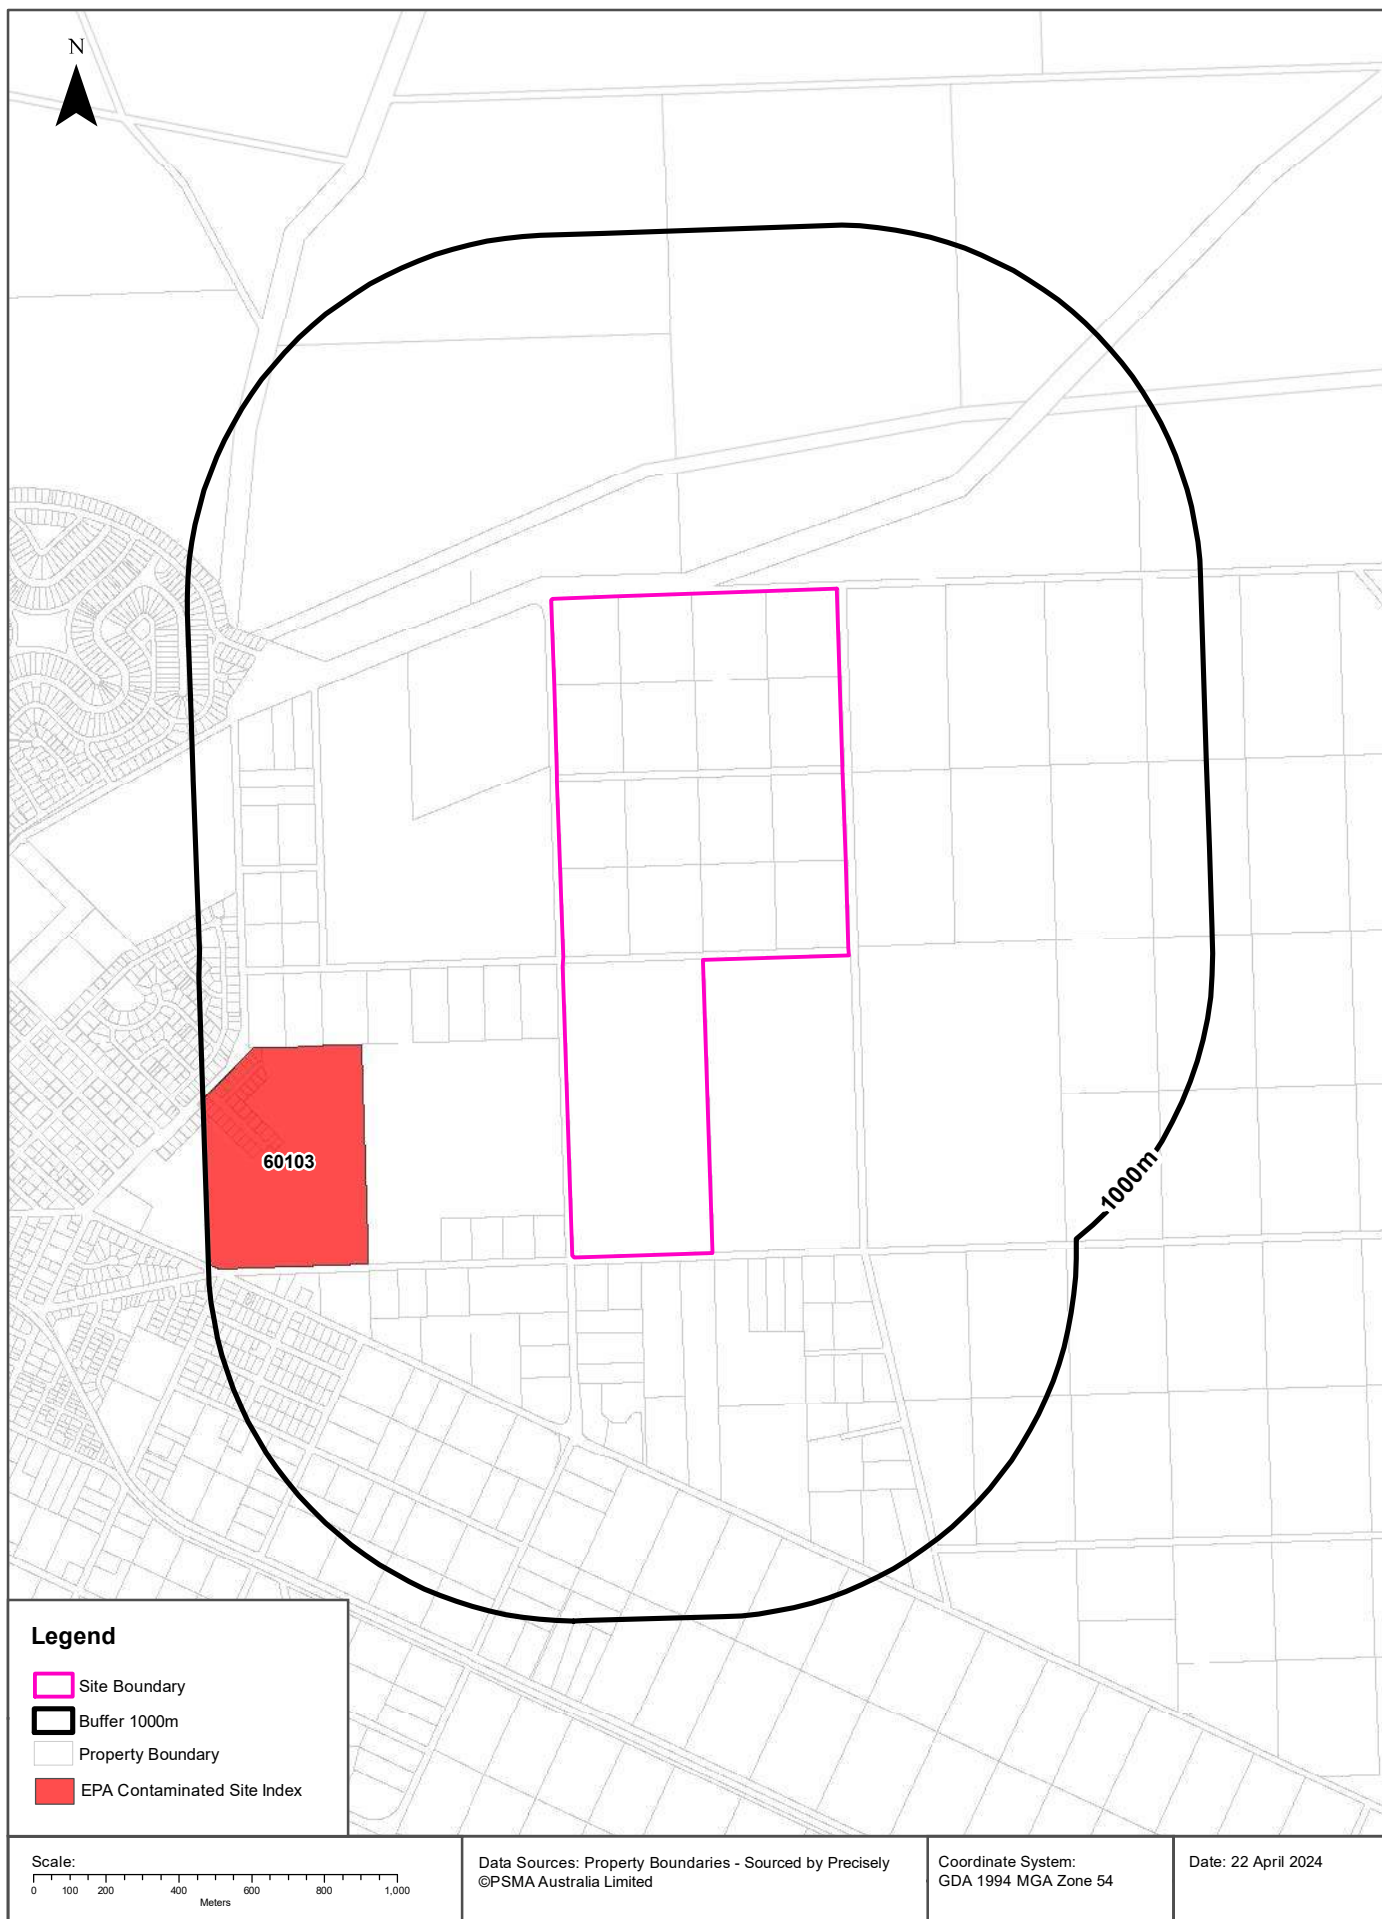 N
60103
1000m
Legend
Site Boundary
Buffer 1000m
Property Boundary
EPA Contaminated Site Index
Scale:
0 100 200 400 600 800 1,000
Meters
Data Sources: Property Boundaries - Sourced by Precisely
©PSMA Australia Limited
Coordinate System:
GDA 1994 MGA Zone 54
Date: 22 April 2024